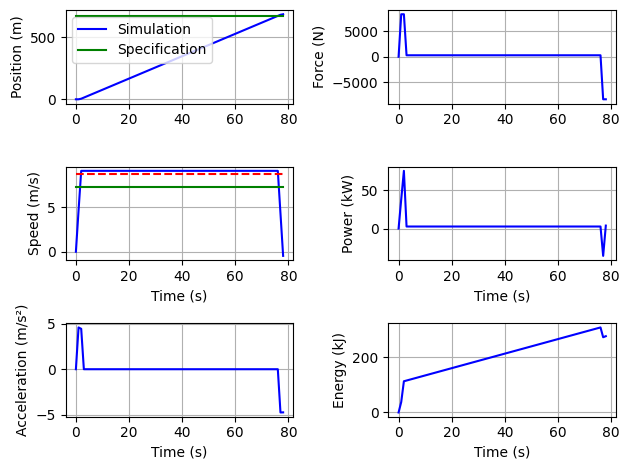 Position (m)
500
0
0 20 40 60 80
Simulation
Specification
Force (N)
5000
0
−5000
0 20 40 60 80
Speed (m/s)
5
0
0 20 40 60 80
Time (s)
Power (kW)
50
0
0 20 40 60 80
Time (s)
Acceleration (m/s²)
5
0
−5
0 20 40 60 80
Time (s)
Energy (kJ)
200
0
0 20 40 60 80
Time (s)